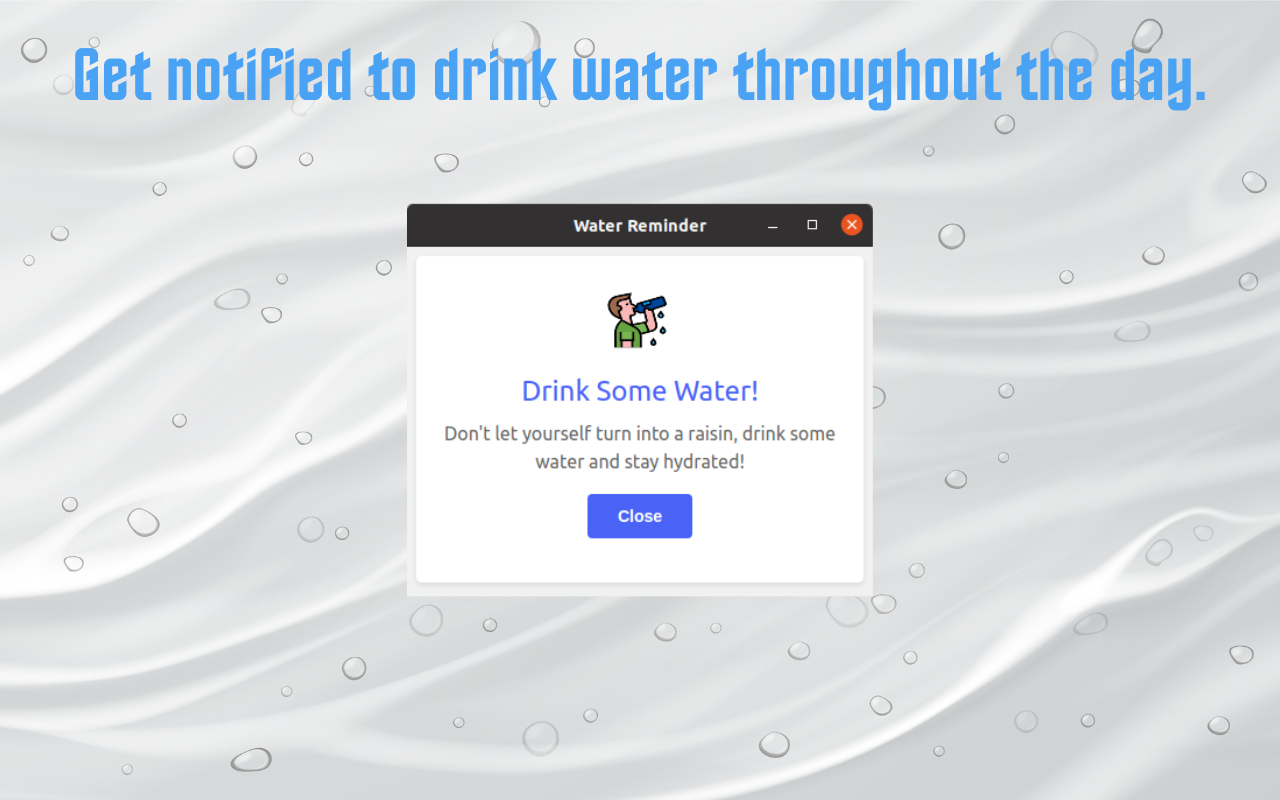 Get notified to drink water throughout the day.
Water Reminder
Drink Some Water!
Don't let yourself turn into a raisin, drink some
water and stay hydrated!
Close